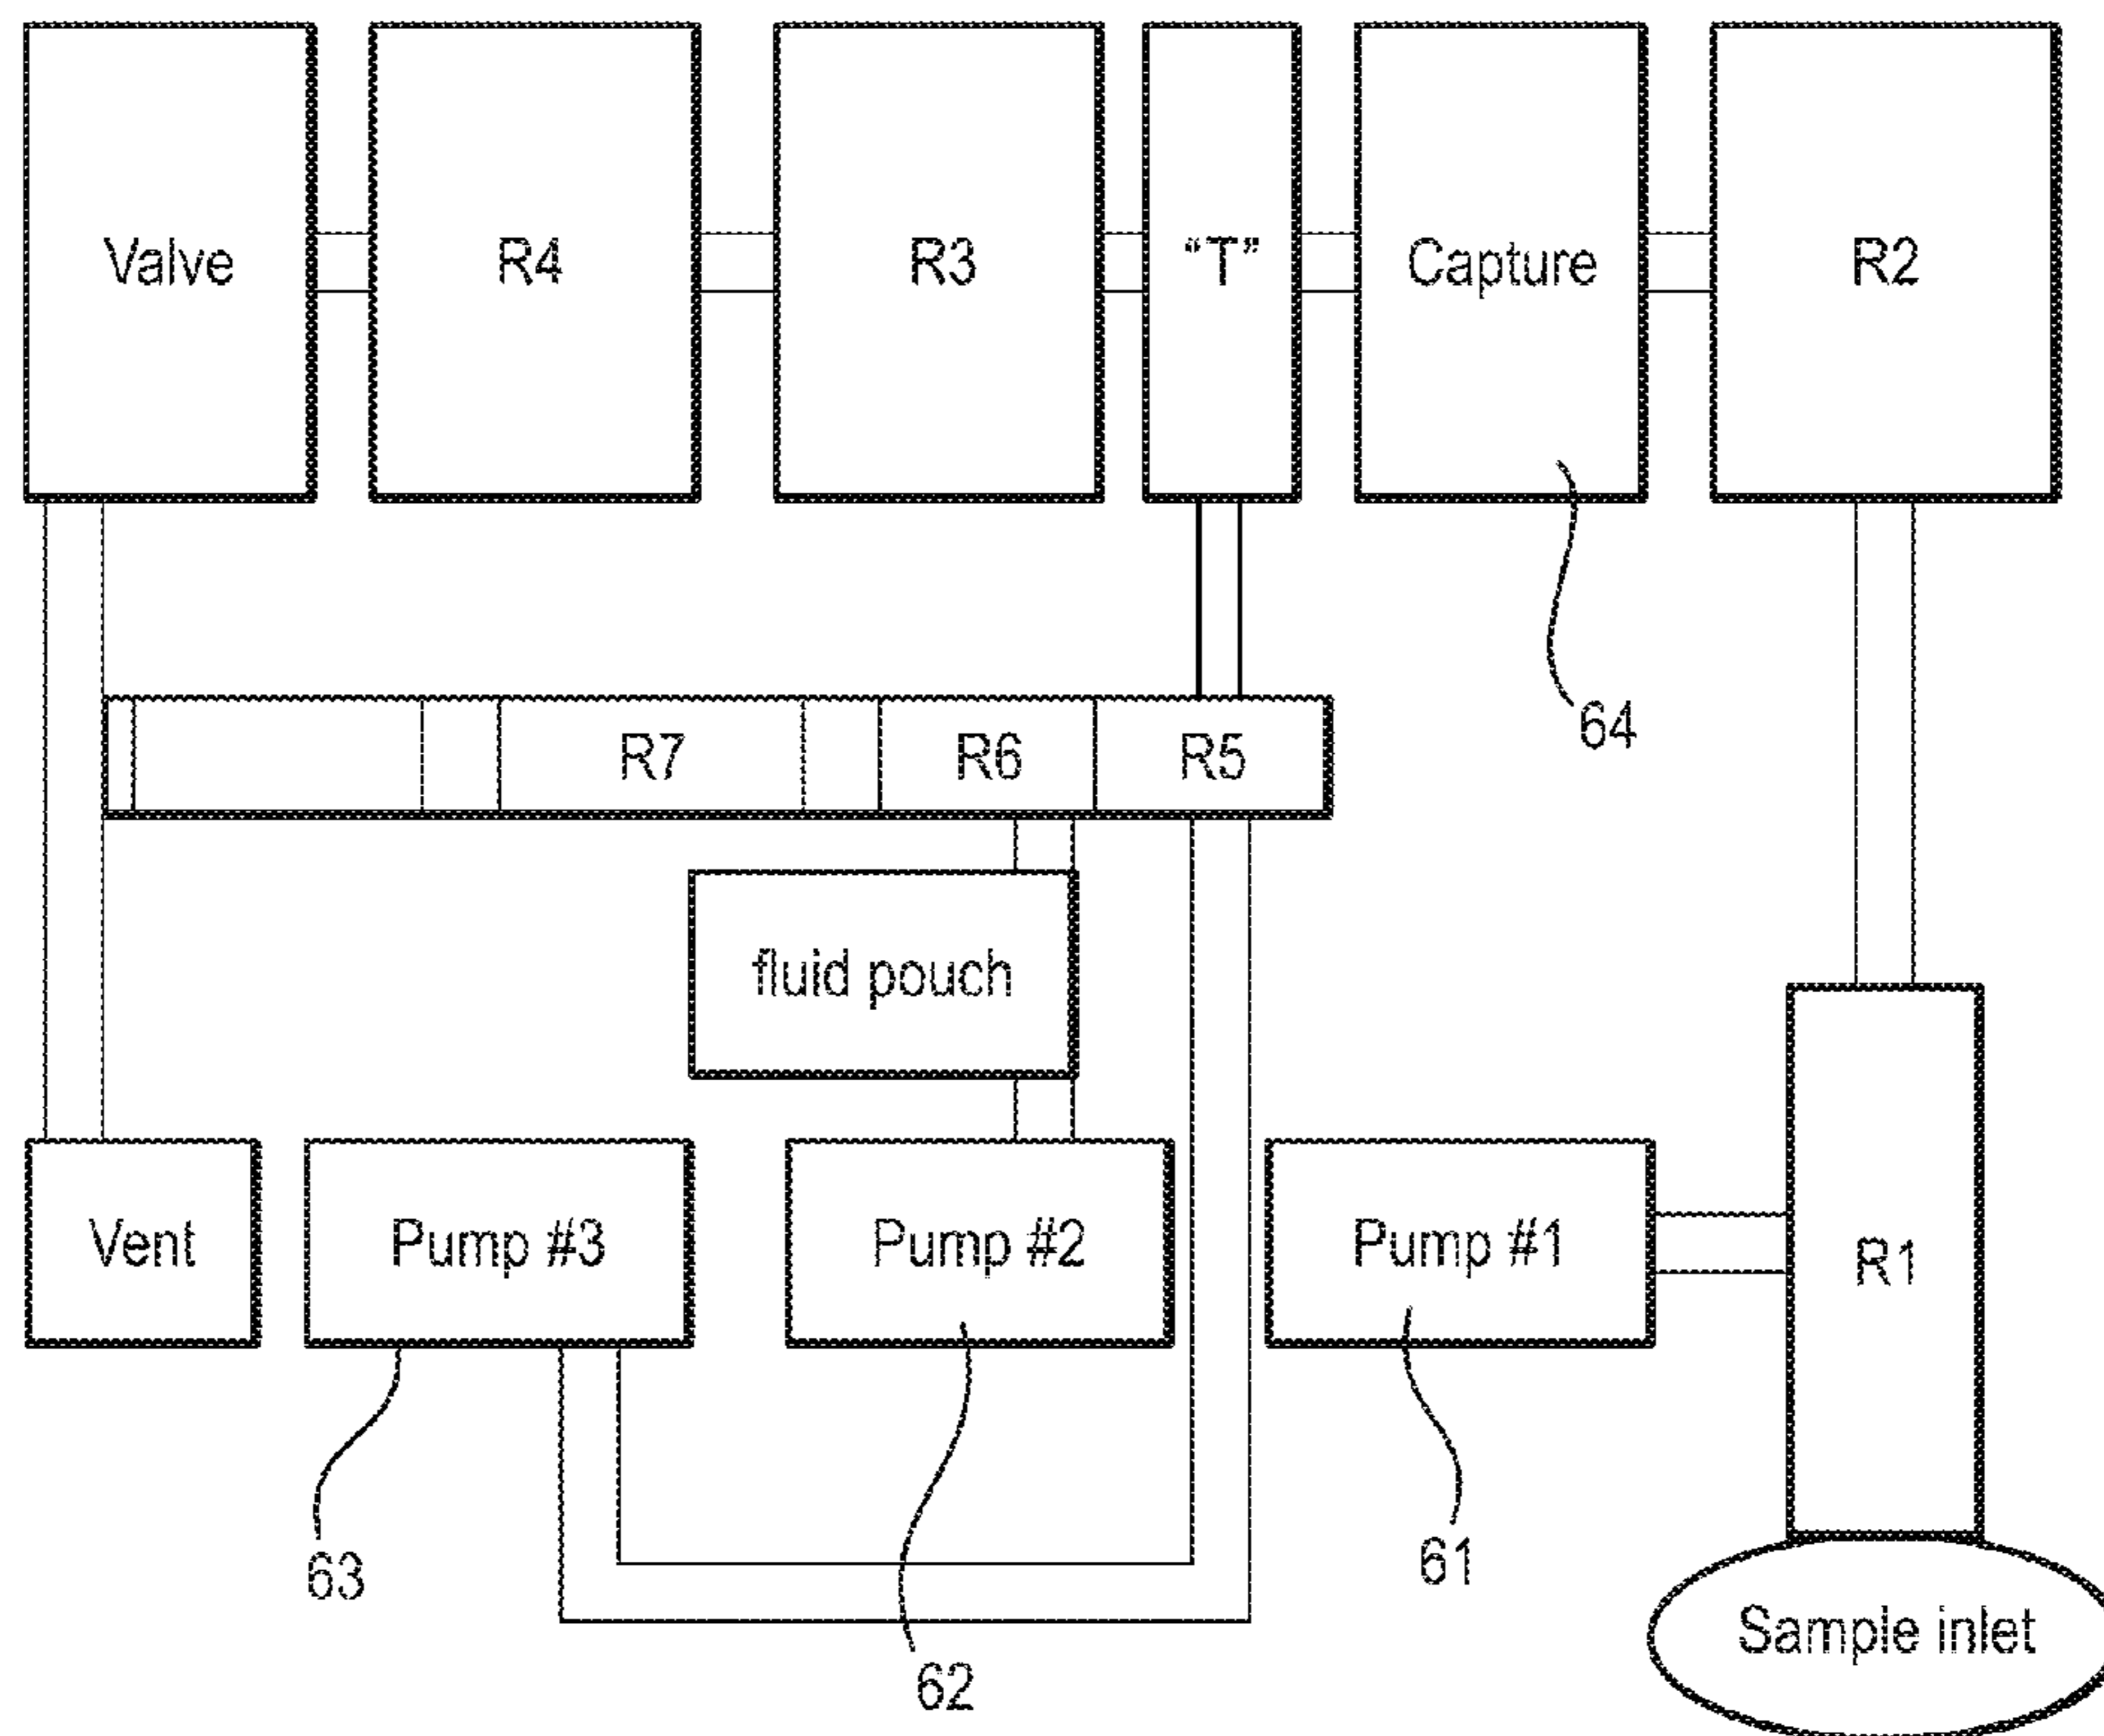 Valve
R4
R3
“T”
Capture
R2
64
R7
R6
R5
fluid pouch
Vent
Pump #3
Pump #2
Pump #1
R1
63
62
61
Sample inlet